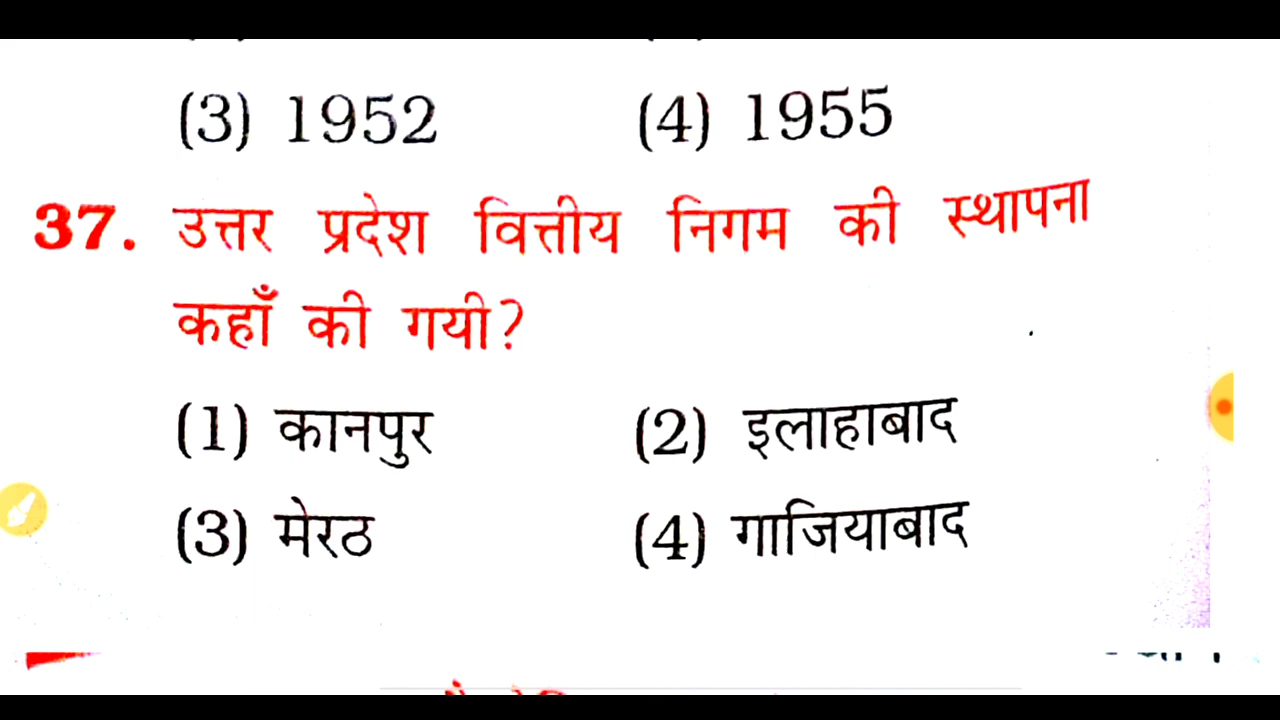 (3) 1952 (4) 1955
37. उत्तर प्रदेश वित्तीय निगम की स्थापना
कहाँ की गयी?
(1) कानपुर (2) इलाहाबाद
(3) मेरठ (4) गाजियाबाद